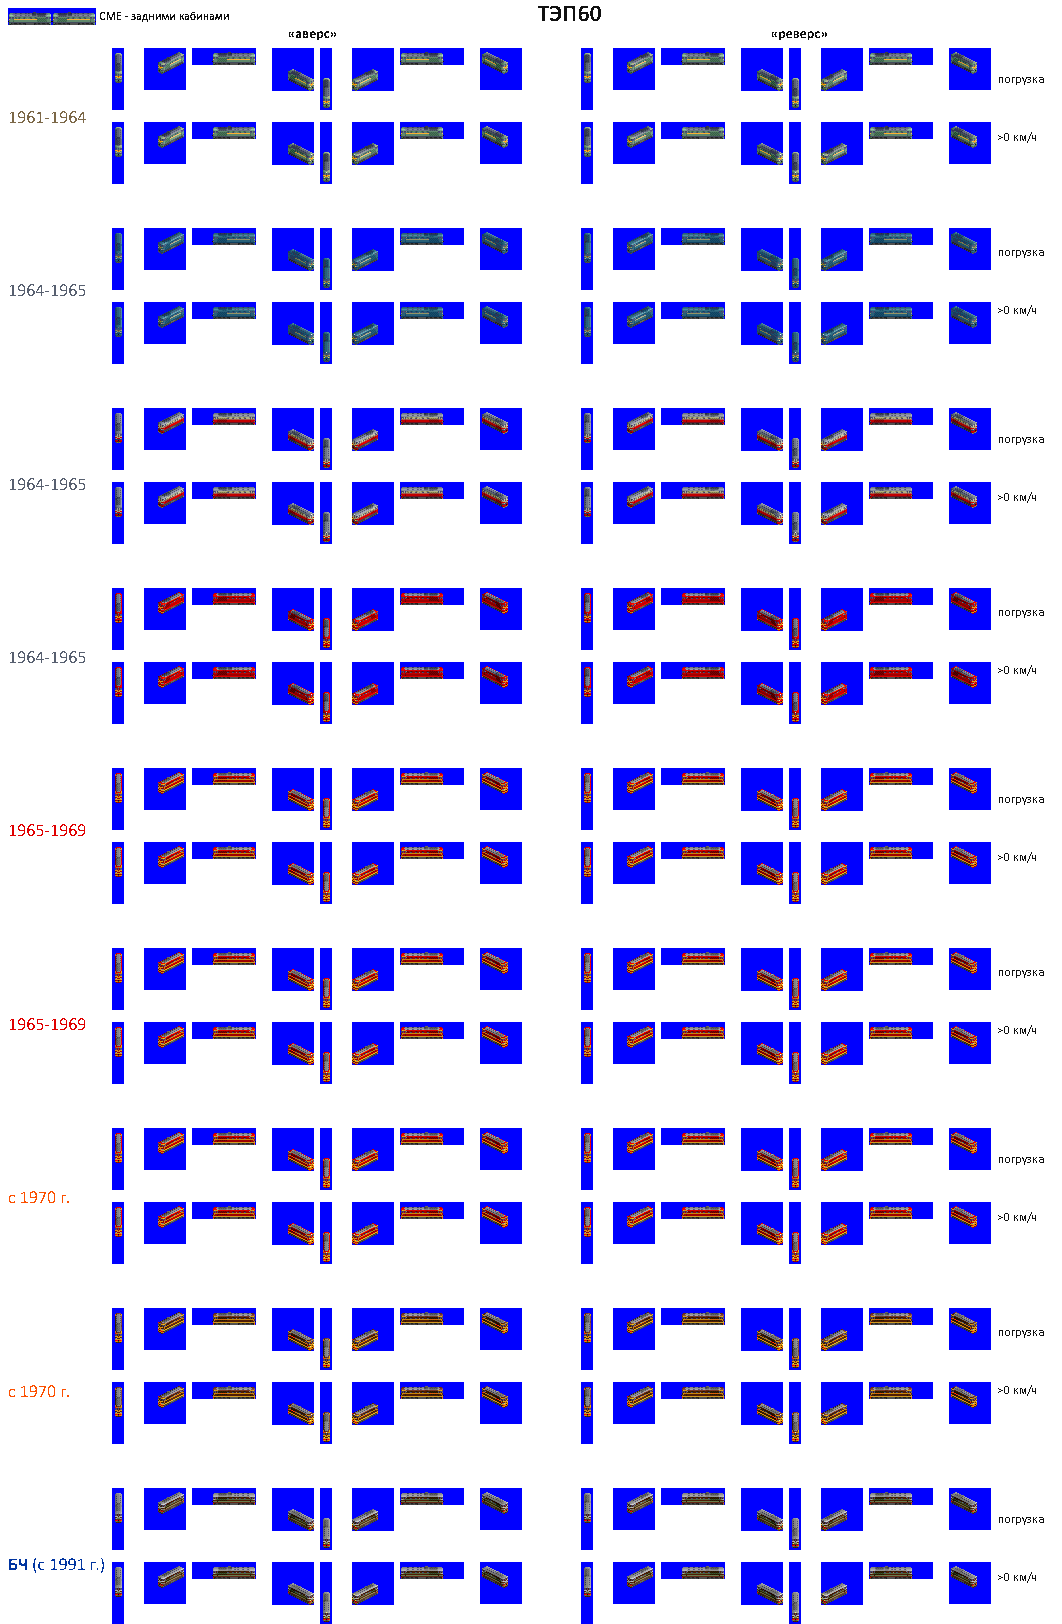 СМЕ - задними кабинами
ТЭП60
«аверс»
«реверс»
погрузка
1961-1964
>0 км/ч
погрузка
1964-1965
>0 км/ч
погрузка
1964-1965
>0 км/ч
погрузка
1964-1965
>0 км/ч
погрузка
1965-1969
>0 км/ч
погрузка
1965-1969
>0 км/ч
погрузка
с 1970 г.
>0 км/ч
погрузка
с 1970 г.
>0 км/ч
погрузка
БЧ (с 1991 г.)
>0 км/ч